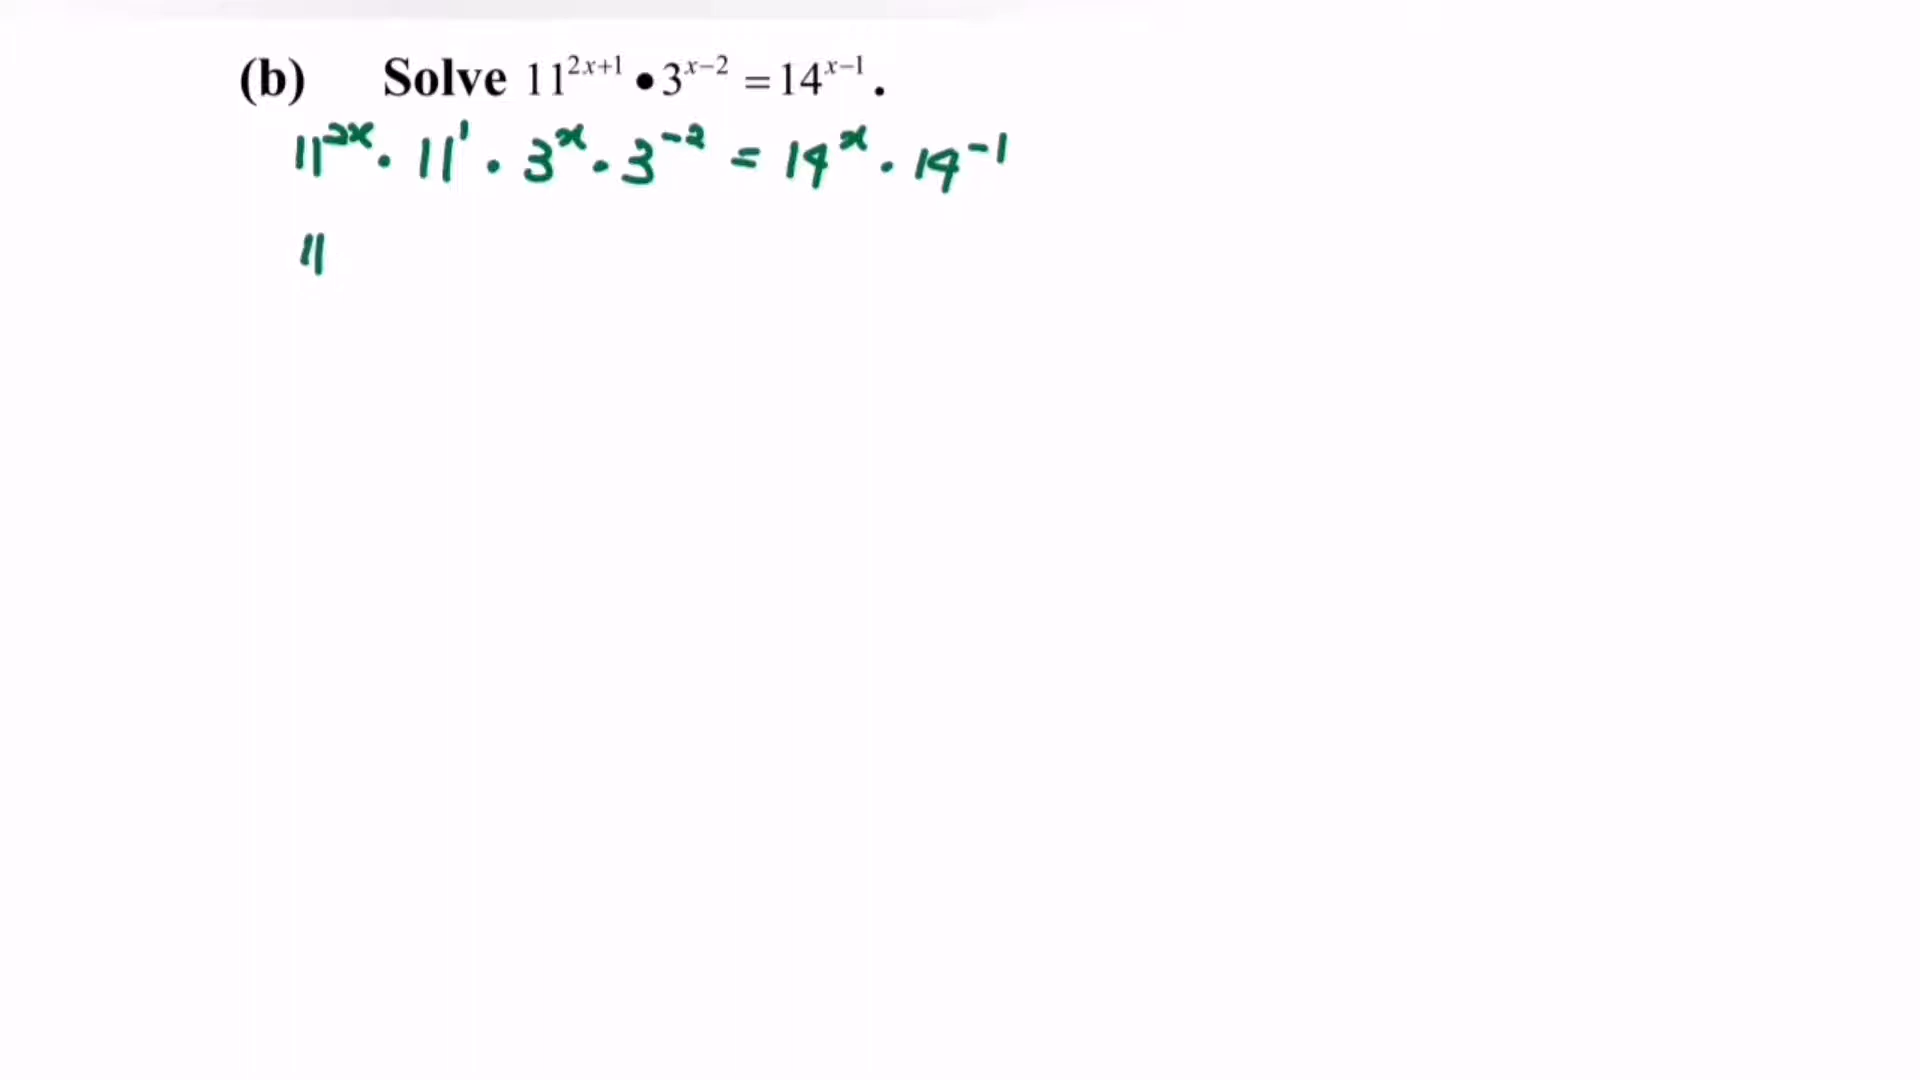 (b) Solve 11^{2x+1} • 3^{x−2} = 14^{x−1}.
11^{2x} · 11^{1} · 3^{x} · 3^{-2} = 14^{x} · 14^{-1}
11